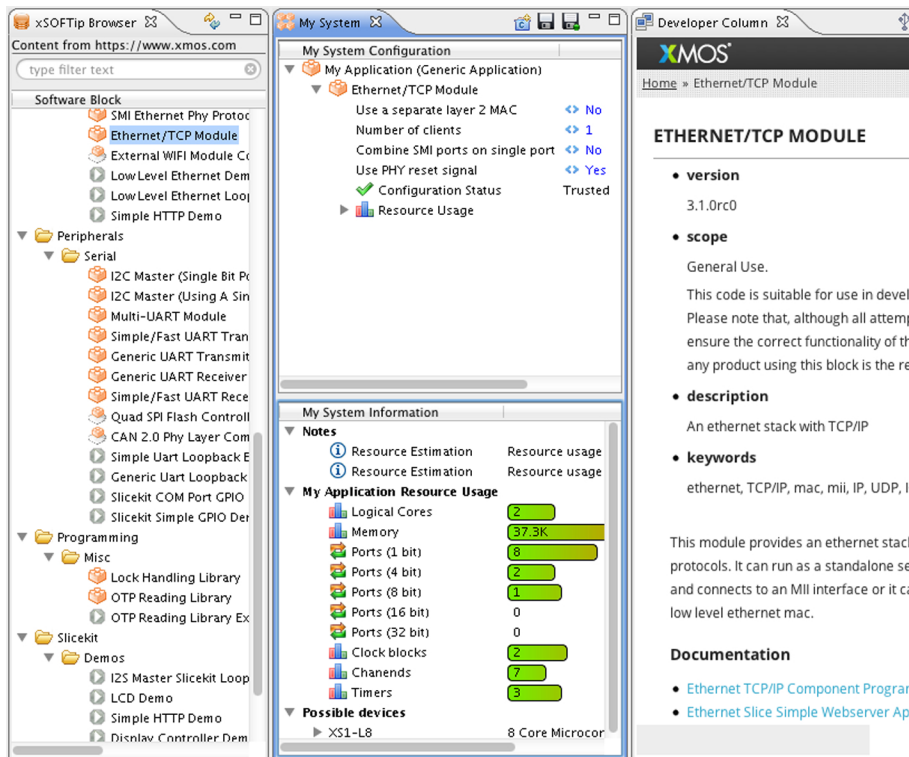 xSOFTip Browser
Content from https://www.xmos.com
type filter text
Software Block
SMI Ethernet Phy Protoc
Ethernet/TCP Module
External WIFI Module Co
Low Level Ethernet Dem
Low Level Ethernet Loop
Simple HTTP Demo
Peripherals
Serial
I2C Master (Single Bit Po
I2C Master (Using A Sin
Multi-UART Module
Simple/Fast UART Tran
Generic UART Transmit
Generic UART Receiver
Simple/Fast UART Rece
Quad SPI Flash Controll
CAN 2.0 Phy Layer Com
Simple Uart Loopback E
Generic Uart Loopback
Slicekit COM Port GPIO
Slicekit Simple GPIO Der
Programming
Misc
Lock Handling Library
OTP Reading Library
OTP Reading Library Ex
Slicekit
Demos
I2S Master Slicekit Loop
LCD Demo
Simple HTTP Demo
Display Controller Dem
My System
My System Configuration
My Application (Generic Application)
Ethernet/TCP Module
Use a separate layer 2 MAC No
Number of clients 1
Combine SMI ports on single port No
Use PHY reset signal Yes
Configuration Status Trusted
Resource Usage
My System Information
Notes
Resource Estimation Resource usage
Resource Estimation Resource usage
My Application Resource Usage
Logical Cores 2
Memory 37.3K
Ports (1 bit) 8
Ports (4 bit) 2
Ports (8 bit) 1
Ports (16 bit) 0
Ports (32 bit) 0
Clock blocks 2
Chanends 7
Timers 3
Possible devices
XS1-L8 8 Core Microcor
Developer Column
XMOS
Home » Ethernet/TCP Module
ETHERNET/TCP MODULE
• version
3.1.0rc0
• scope
General Use.
This code is suitable for use in devel
Please note that, although all attemp
ensure the correct functionality of th
any product using this block is the re
• description
An ethernet stack with TCP/IP
• keywords
ethernet, TCP/IP, mac, mii, IP, UDP, I
This module provides an ethernet stack
protocols. It can run as a standalone se
and connects to an MII interface or it ca
low level ethernet mac.
Documentation
• Ethernet TCP/IP Component Prograr
• Ethernet Slice Simple Webserver Ap